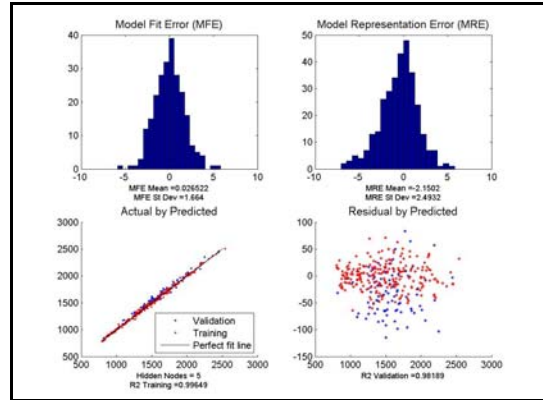 Model Fit Error (MFE)
40
30
20
10
0
-10 -5 0 5 10
MFE Mean =0.026522
MFE St Dev =1.664
Model Representation Error (MRE)
50
40
30
20
10
0
-10 -5 0 5 10
MRE Mean =-2.1502
MRE St Dev =2.4932
Actual by Predicted
3000
2500
2000
1500
1000
500
Validation
Training
Perfect fit line
500 1000 1500 2000 2500 3000
Hidden Nodes = 5
R2 Training =0.99649
Residual by Predicted
100
50
0
-50
-100
-150
500 1000 1500 2000 2500 3000
R2 Validation =0.98189